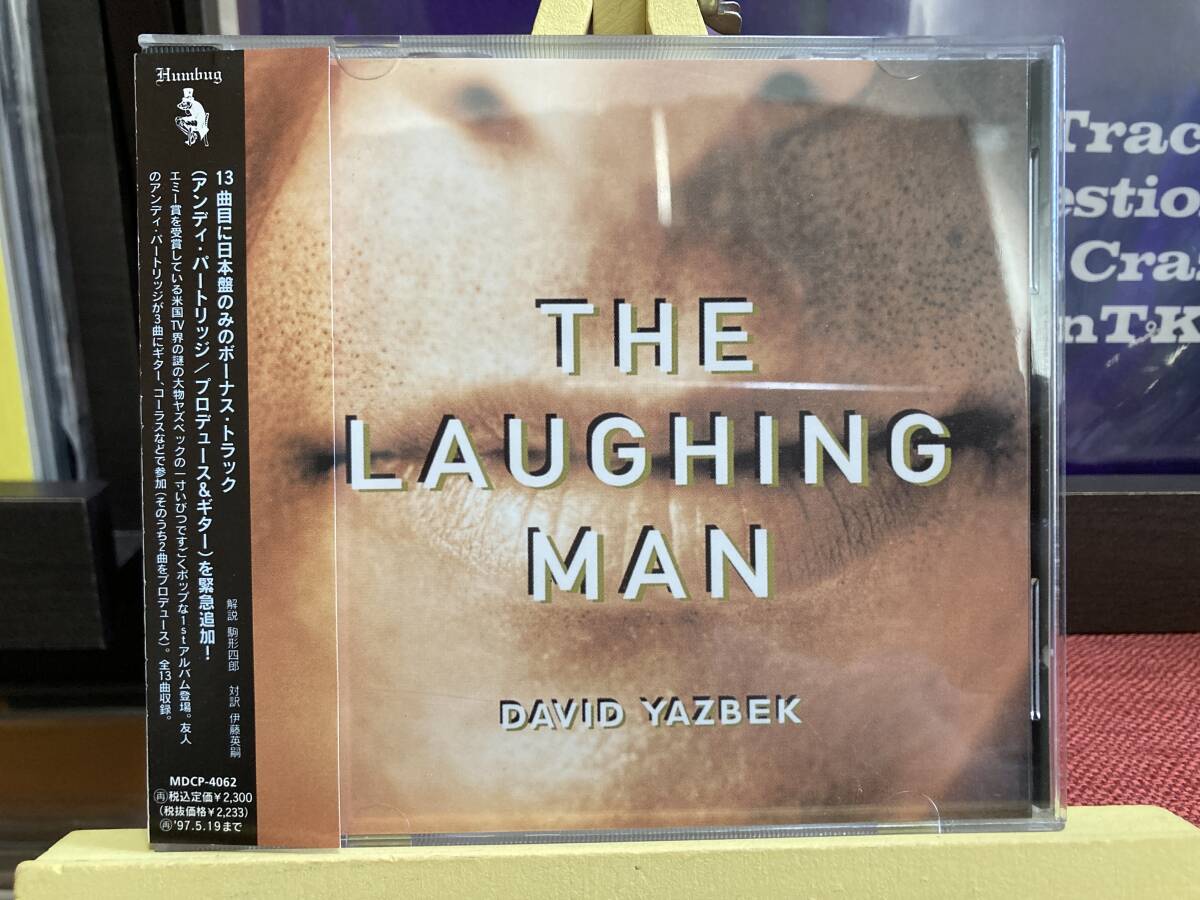 Humbug
13曲目に日本盤のみのボーナス・トラック
(アンディ・パートリッジ/プロデュース&ギター)を緊急追加!
エミー賞を受賞している米国TV界の謎の大物ヤズベックの一寸いびつですごくポップな1stアルバム登場。友人
のアンディ・パートリッジが3曲にギター、コーラスなどで参加(そのうち2曲をプロデュース)。全13曲収録。
解説 駒形四郎 対訳 伊藤英嗣
MDCP-4062
再税込定価¥2,300
(税抜価格¥2,233)
再'97.5.19まで
THE
LAUGHING
MAN
DAVID YAZBEK
Trac
estio
Cra
nT&K